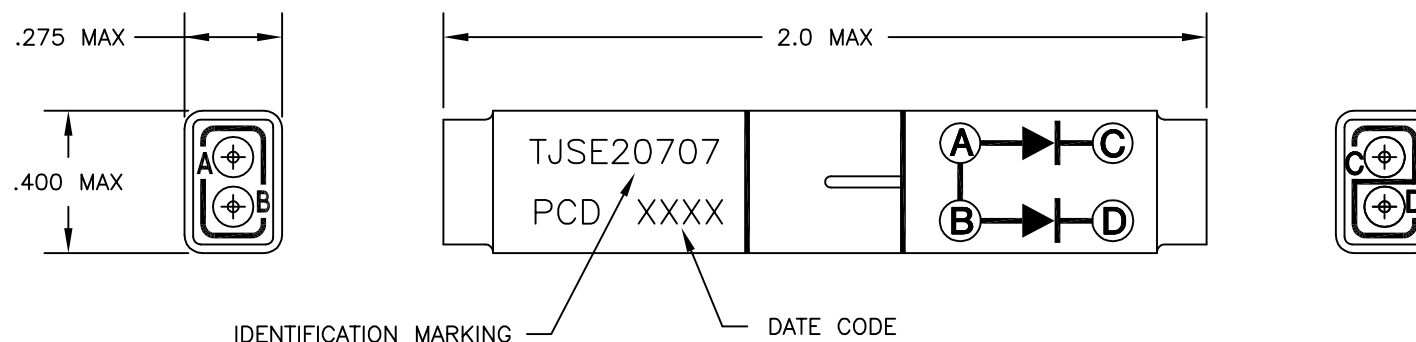 .275 MAX
2.0 MAX
.400 MAX
A
B
TJSE20707
PCD XXXX
A C
B D
C
D
IDENTIFICATION MARKING
DATE CODE